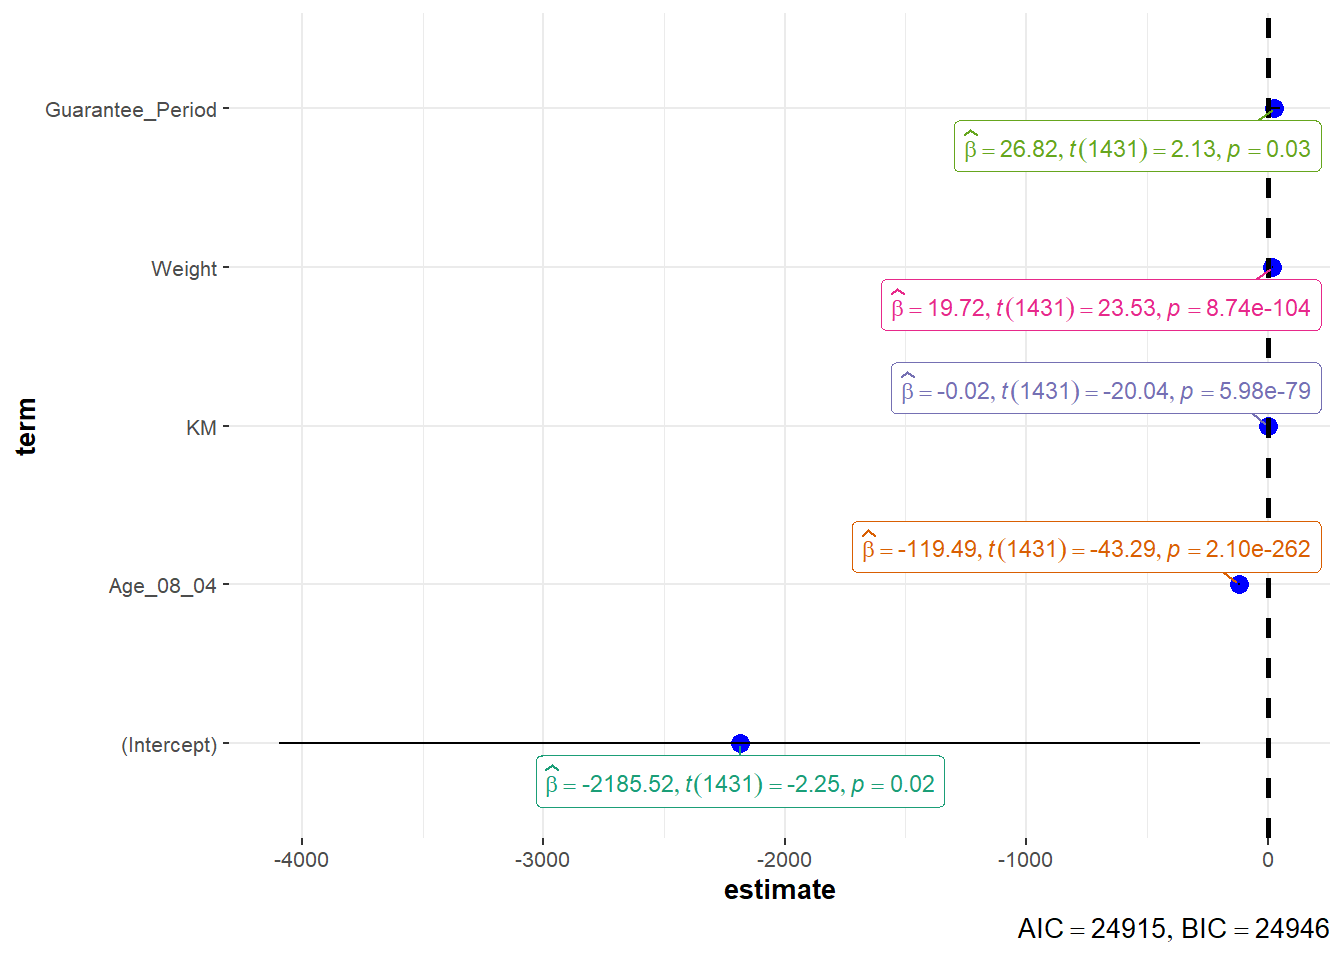 Guarantee_Period
β̂ = 26.82, t(1431) = 2.13, p = 0.03
Weight
β̂ = 19.72, t(1431) = 23.53, p = 8.74e-104
β̂ = -0.02, t(1431) = -20.04, p = 5.98e-79
KM
term
β̂ = -119.49, t(1431) = -43.29, p = 2.10e-262
Age_08_04
(Intercept)
β̂ = -2185.52, t(1431) = -2.25, p = 0.02
-4000 -3000 -2000 -1000 0
estimate
AIC = 24915, BIC = 24946